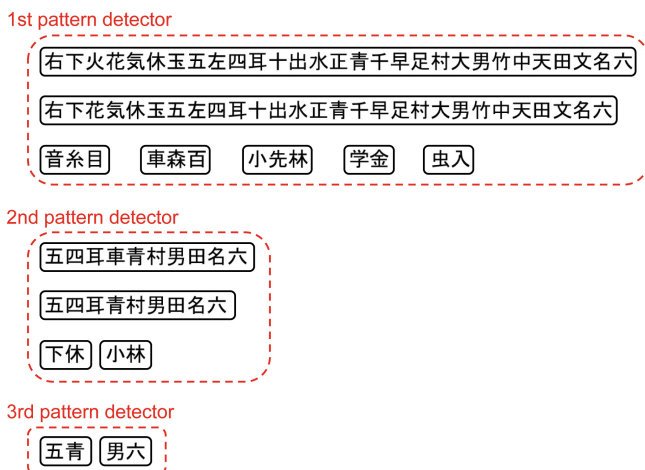 1st pattern detector
右下火花気休玉五左四耳十出水正青千早足村大男竹中天田文名六
右下花気休玉五左四耳十出水正青千早足村大男竹中天田文名六
音糸目 車森百 小先林 学金 虫入
2nd pattern detector
五四耳車青村男田名六
五四耳青村男田名六
下休 小林
3rd pattern detector
五青 男六